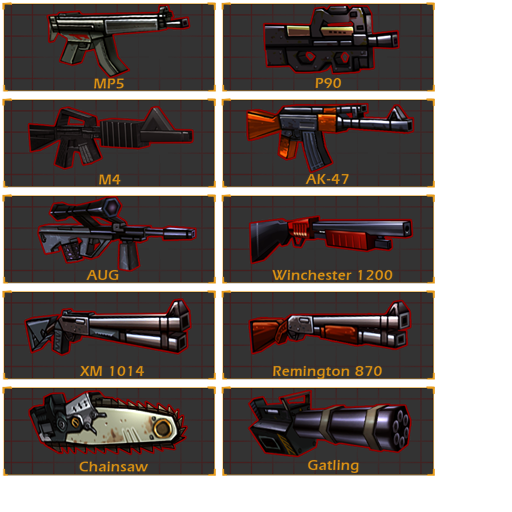 MP5
P90
M4
AK-47
AUG
Winchester 1200
XM 1014
Remington 870
Chainsaw
Gatling